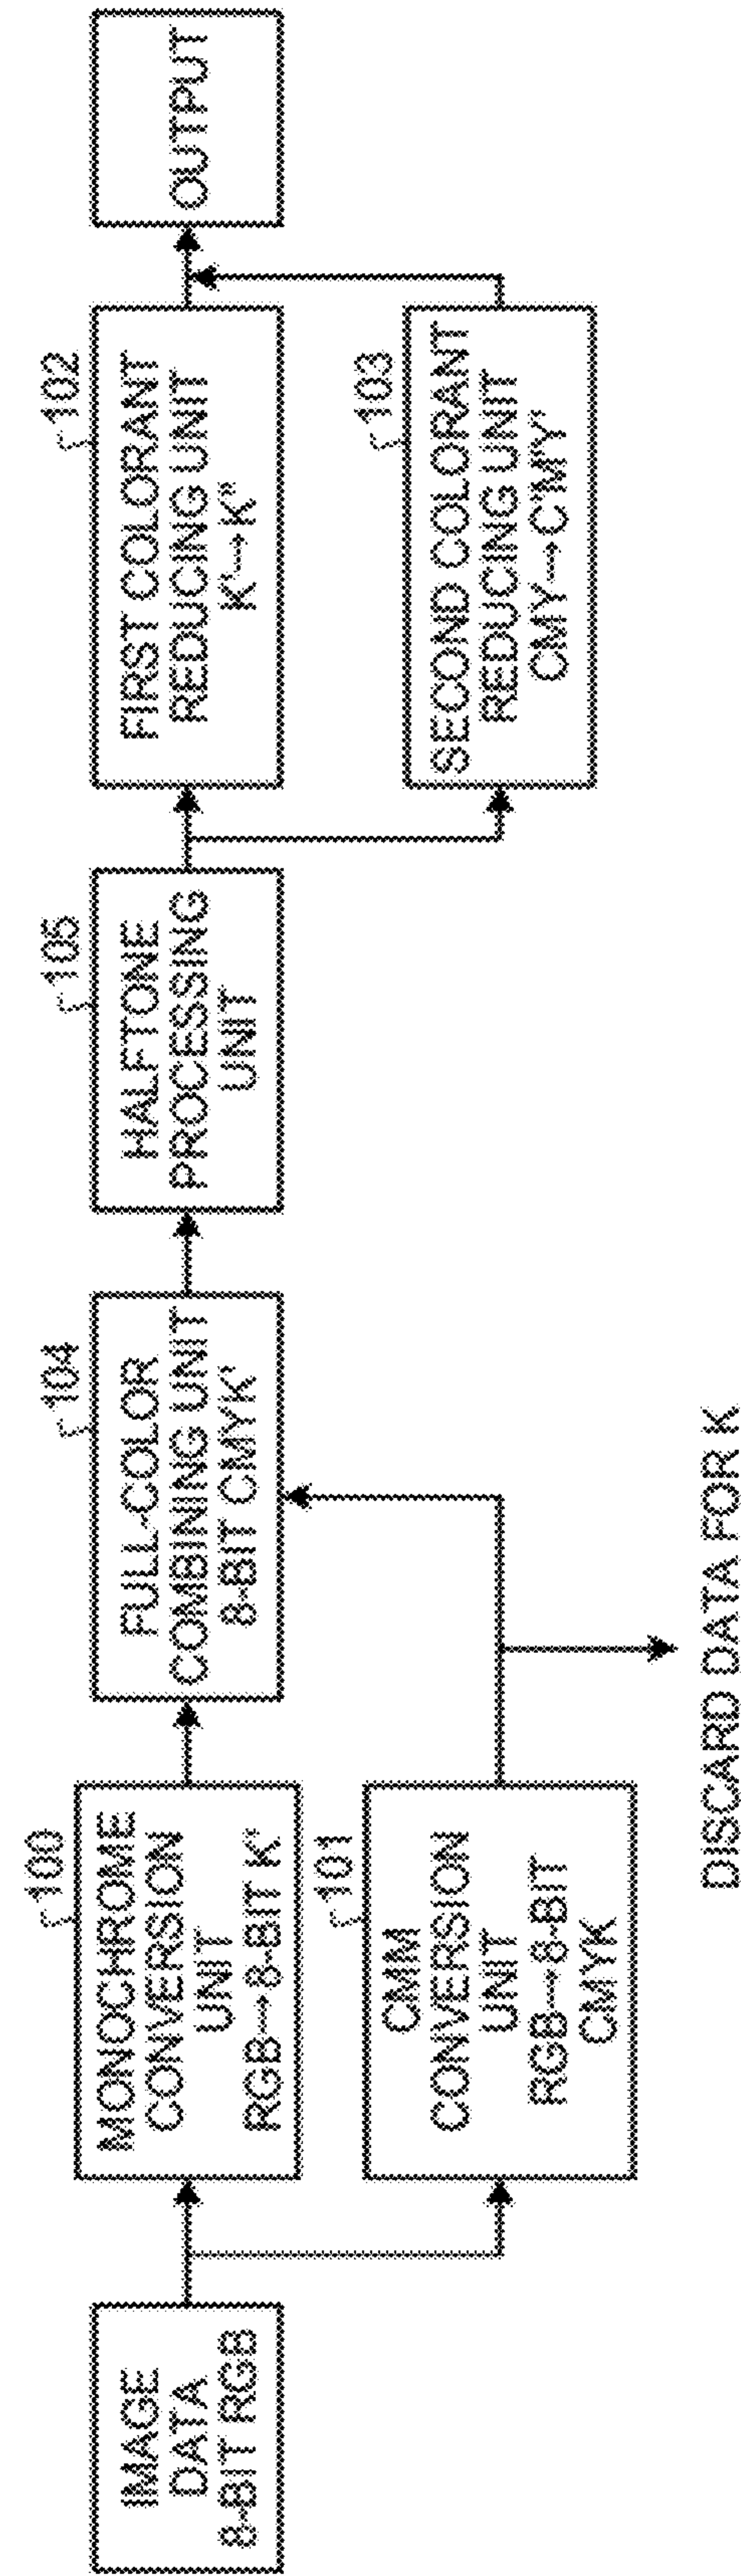 IMAGE
DATA
8-BIT RGB
100
MONOCHROME
CONVERSION
UNIT
RGB→8-BIT K'
101
CMM
CONVERSION
UNIT
RGB→8-BIT
CMYK
DISCARD DATA FOR K
104
FULL-COLOR
COMBINING UNIT
8-BIT CMYK'
105
HALFTONE
PROCESSING
UNIT
102
FIRST COLORANT
REDUCING UNIT
K'→K"
103
SECOND COLORANT
REDUCING UNIT
CMY→C'M'Y'
OUTPUT